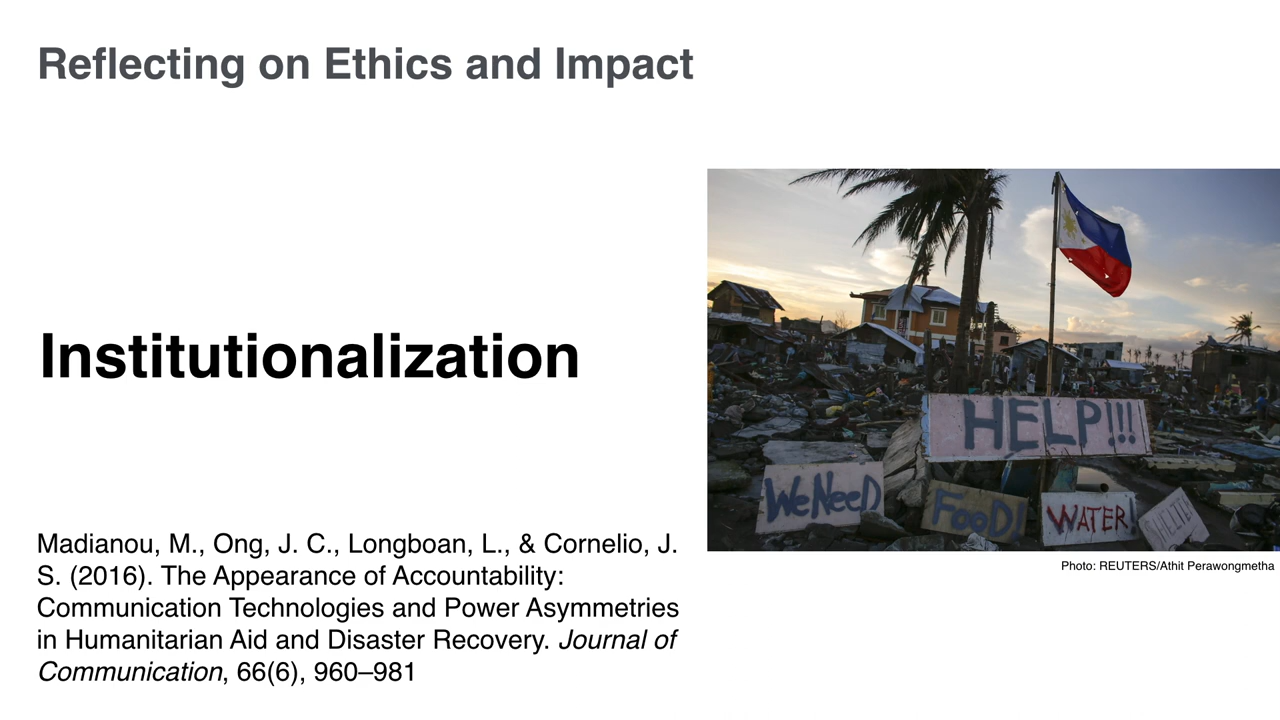 Reflecting on Ethics and Impact
Institutionalization
HELP!!!
We NeeD
FooD!
WATER!
SHELTER
Photo: REUTERS/Athit Perawongmetha
Madianou, M., Ong, J. C., Longboan, L., & Cornelio, J.
S. (2016). The Appearance of Accountability:
Communication Technologies and Power Asymmetries
in Humanitarian Aid and Disaster Recovery. Journal of
Communication, 66(6), 960–981